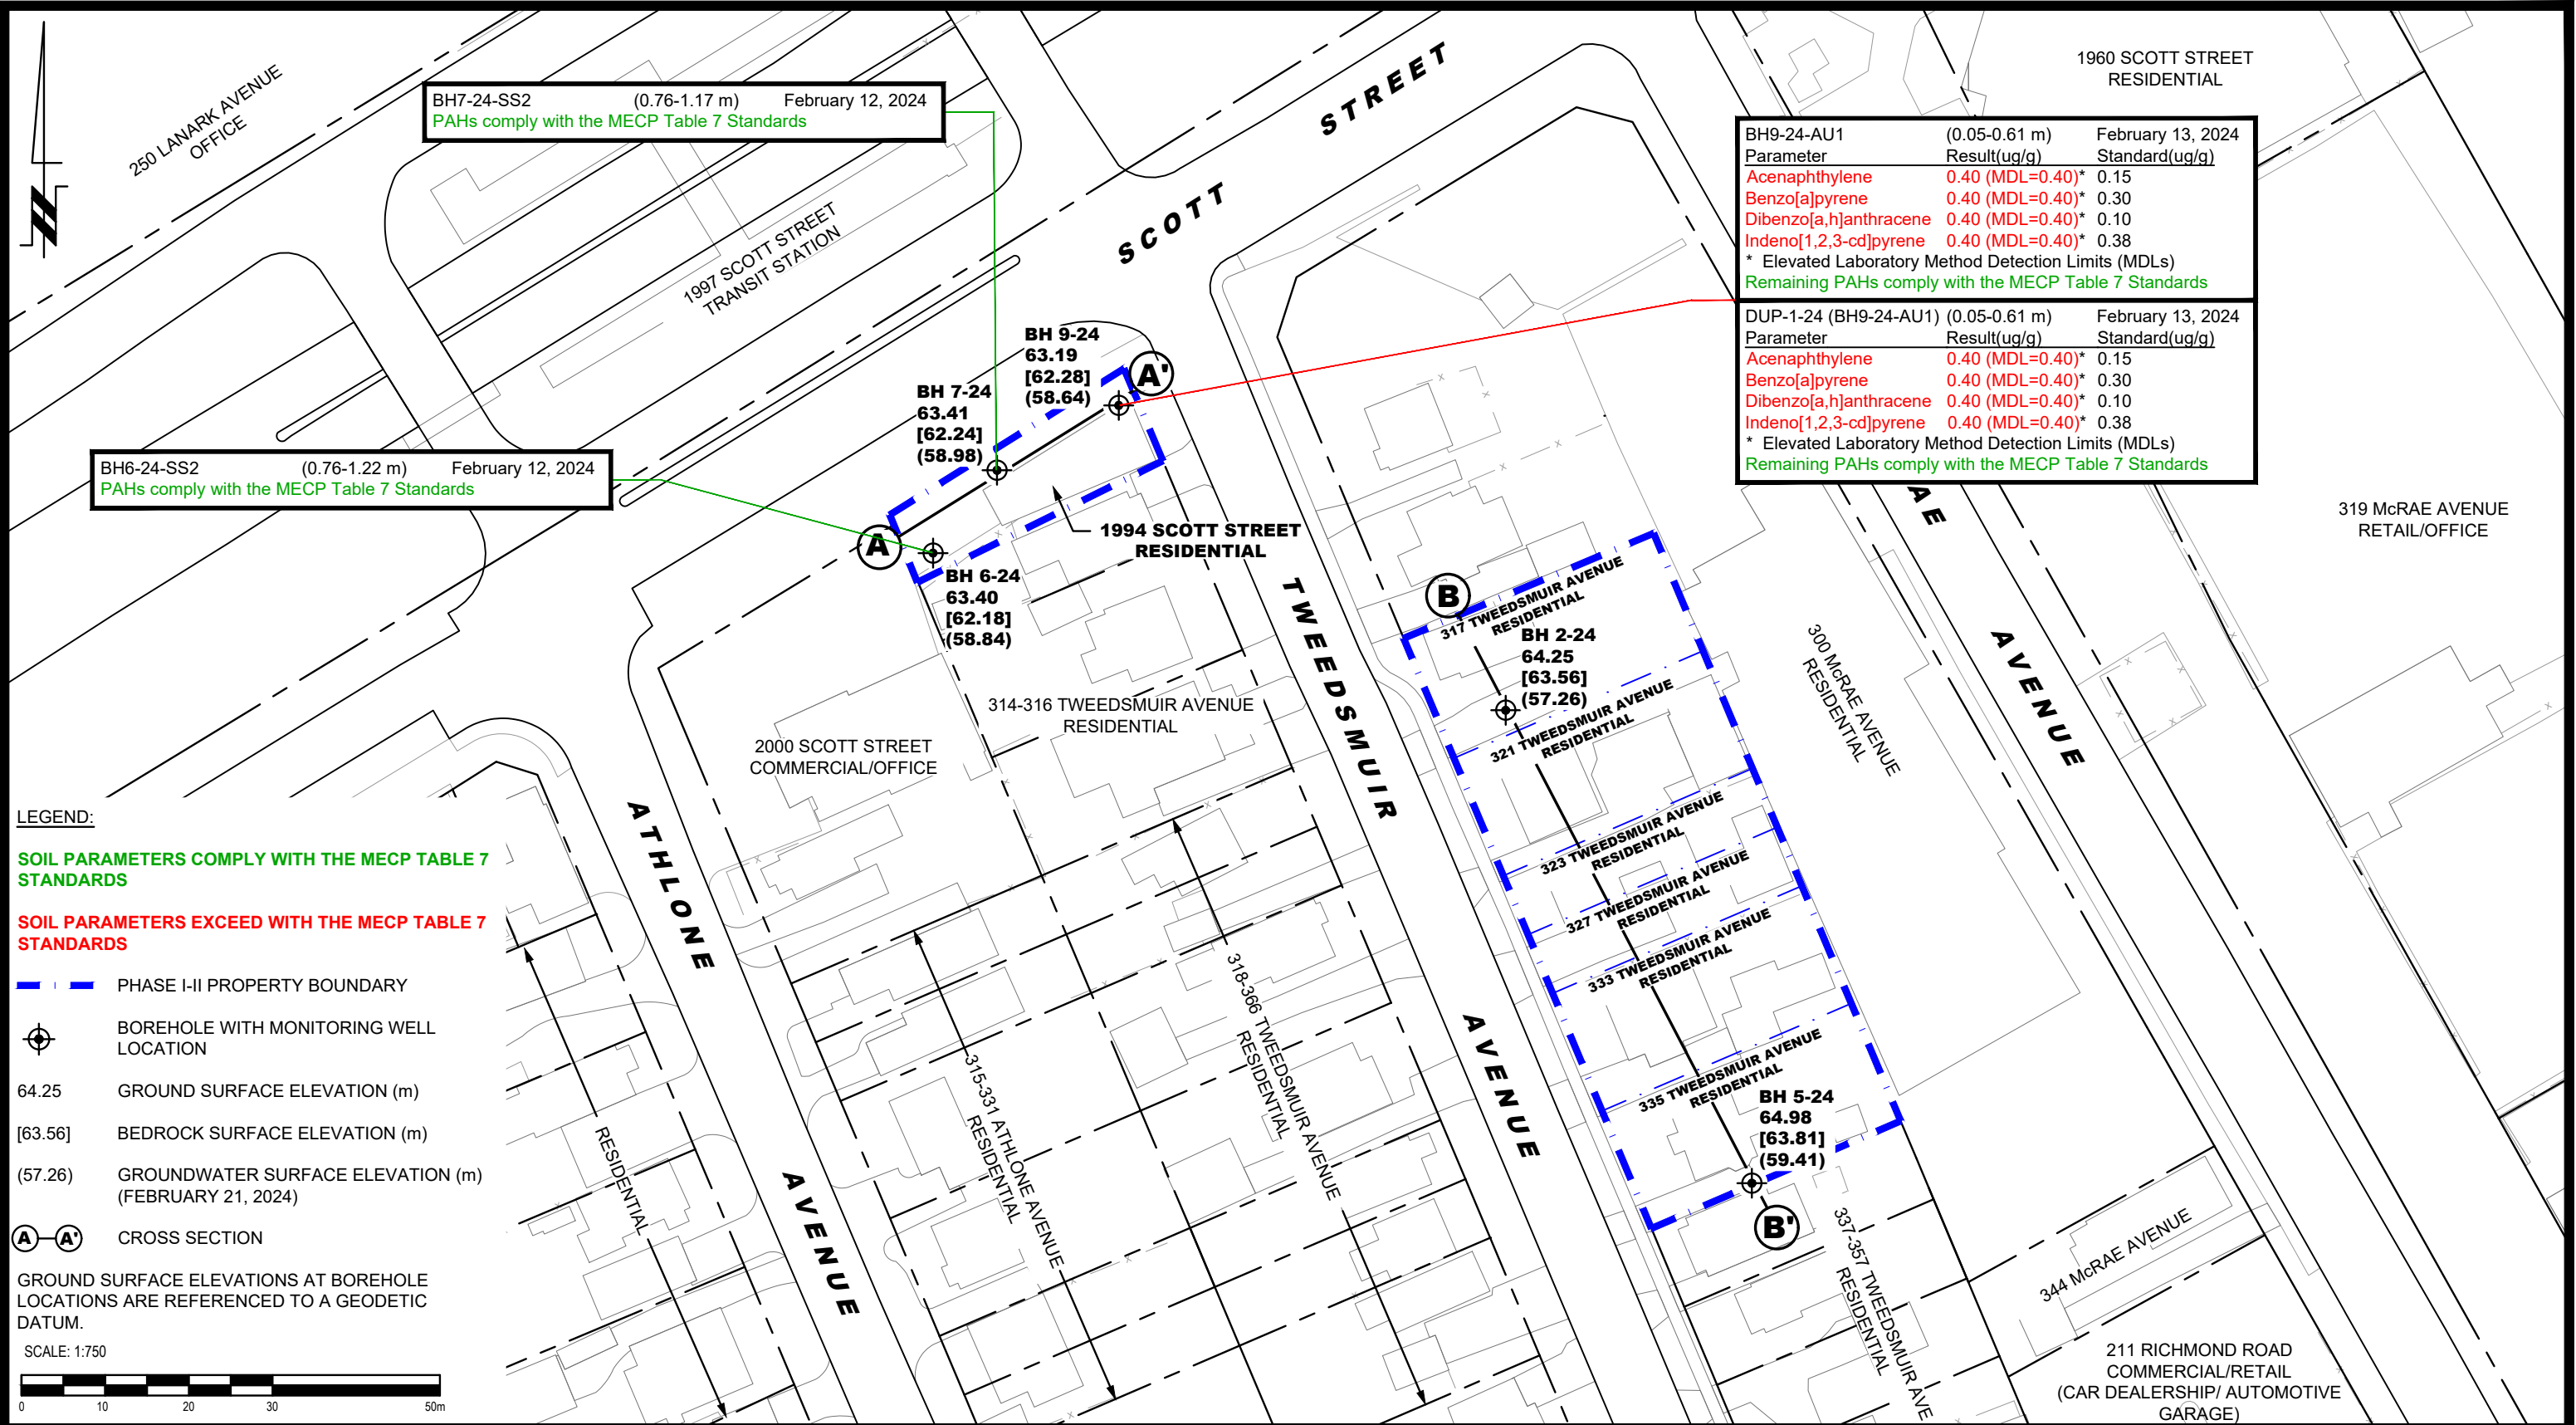 250 LANARK AVENUE
OFFICE
BH7-24-SS2 (0.76-1.17 m) February 12, 2024
PAHs comply with the MECP Table 7 Standards
SCOTT STREET
1960 SCOTT STREET
RESIDENTIAL
BH9-24-AU1 (0.05-0.61 m) February 13, 2024
Parameter Result(ug/g) Standard(ug/g)
Acenaphthylene 0.40 (MDL=0.40)* 0.15
Benzo[a]pyrene 0.40 (MDL=0.40)* 0.30
Dibenzo[a,h]anthracene 0.40 (MDL=0.40)* 0.10
Indeno[1,2,3-cd]pyrene 0.40 (MDL=0.40)* 0.38
* Elevated Laboratory Method Detection Limits (MDLs)
Remaining PAHs comply with the MECP Table 7 Standards
DUP-1-24 (BH9-24-AU1) (0.05-0.61 m) February 13, 2024
Parameter Result(ug/g) Standard(ug/g)
Acenaphthylene 0.40 (MDL=0.40)* 0.15
Benzo[a]pyrene 0.40 (MDL=0.40)* 0.30
Dibenzo[a,h]anthracene 0.40 (MDL=0.40)* 0.10
Indeno[1,2,3-cd]pyrene 0.40 (MDL=0.40)* 0.38
* Elevated Laboratory Method Detection Limits (MDLs)
Remaining PAHs comply with the MECP Table 7 Standards
1997 SCOTT STREET
TRANSIT STATION
BH 9-24
63.19
[62.28]
(58.64)
A'
BH 7-24
63.41
[62.24]
(58.98)
BH6-24-SS2 (0.76-1.22 m) February 12, 2024
PAHs comply with the MECP Table 7 Standards
A
1994 SCOTT STREET
RESIDENTIAL
BH 6-24
63.40
[62.18]
(58.84)
AE AVENUE
319 McRAE AVENUE
RETAIL/OFFICE
B
317 TWEEDSMUIR AVENUE
RESIDENTIAL
BH 2-24
64.25
[63.56]
(57.26)
321 TWEEDSMUIR AVENUE
RESIDENTIAL
323 TWEEDSMUIR AVENUE
RESIDENTIAL
327 TWEEDSMUIR AVENUE
RESIDENTIAL
333 TWEEDSMUIR AVENUE
RESIDENTIAL
335 TWEEDSMUIR AVENUE
RESIDENTIAL
BH 5-24
64.98
[63.81]
(59.41)
B'
300 McRAE AVENUE
RESIDENTIAL
TWEEDSMUIR AVENUE
314-316 TWEEDSMUIR AVENUE
RESIDENTIAL
2000 SCOTT STREET
COMMERCIAL/OFFICE
ATHLONE AVENUE
RESIDENTIAL
315-331 ATHLONE AVENUE
RESIDENTIAL
318-366 TWEEDSMUIR AVENUE
RESIDENTIAL
337-357 TWEEDSMUIR AVE
RESIDENTIAL
344 McRAE AVENUE
211 RICHMOND ROAD
COMMERCIAL/RETAIL
(CAR DEALERSHIP/ AUTOMOTIVE
GARAGE)
LEGEND:
SOIL PARAMETERS COMPLY WITH THE MECP TABLE 7
STANDARDS
SOIL PARAMETERS EXCEED WITH THE MECP TABLE 7
STANDARDS
PHASE I-II PROPERTY BOUNDARY
BOREHOLE WITH MONITORING WELL
LOCATION
64.25 GROUND SURFACE ELEVATION (m)
[63.56] BEDROCK SURFACE ELEVATION (m)
(57.26) GROUNDWATER SURFACE ELEVATION (m)
(FEBRUARY 21, 2024)
A A' CROSS SECTION
GROUND SURFACE ELEVATIONS AT BOREHOLE
LOCATIONS ARE REFERENCED TO A GEODETIC
DATUM.
SCALE: 1:750
0 10 20 30 50m